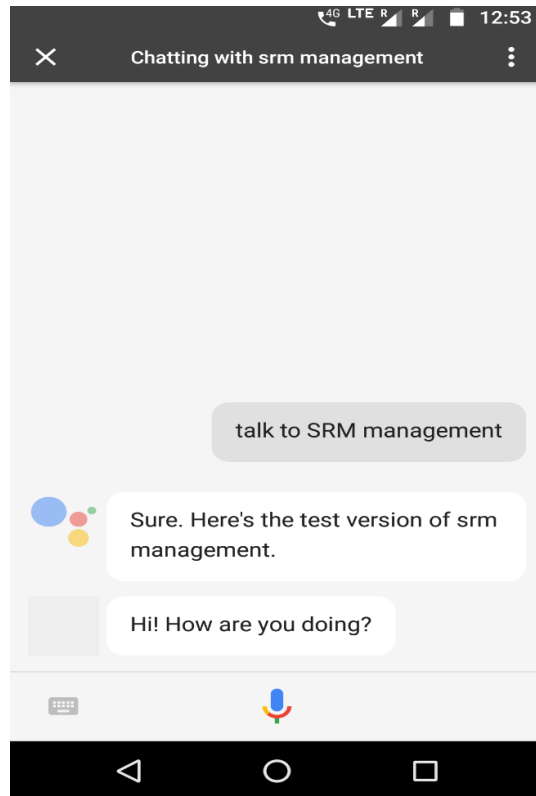 4G LTE R R 12:53
Chatting with srm management
talk to SRM management
Sure. Here's the test version of srm
management.
Hi! How are you doing?